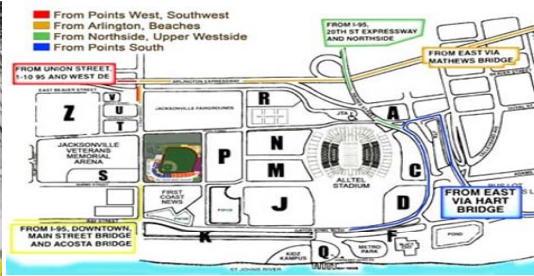 From Points West, Southwest
From Arlington, Beaches
From Northside, Upper Westside
From Points South
FROM I-95,
20TH ST EXPRESSWAY
AND NORTHSIDE
FROM EAST VIA
MATHEWS BRIDGE
FROM UNION STREET,
1-10 95 AND WEST DE
ARLINGTON EXPRESSWAY
EAST BEAVER STREET
V
U
T
Z
JACKSONVILLE FAIRGROUNDS
R
JTA
A
JACKSONVILLE
VETERANS
MEMORIAL
ARENA
S
P
N
M
ALLTEL
STADIUM
C
FIRST
COAST
NEWS
J
D
FROM EAST
VIA HART
BRIDGE
FROM I-95, DOWNTOWN,
MAIN STREET BRIDGE
AND ACOSTA BRIDGE
K
F
POND
KIDZ
KAMPUS
Q
METRO
PARK
ST JOHNS RIVER